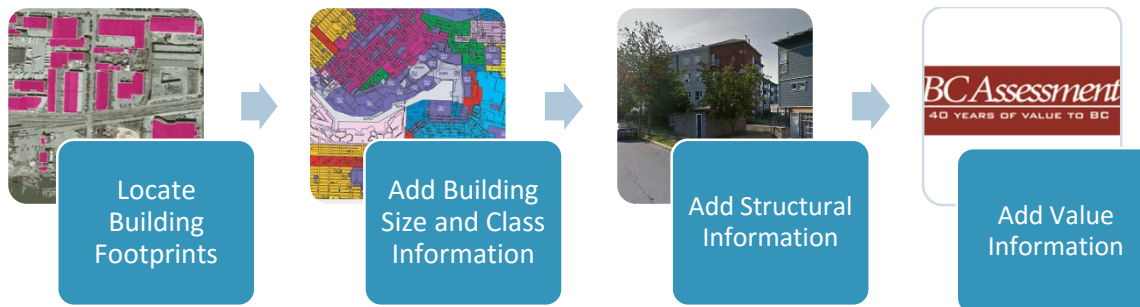 Locate
Building
Footprints
Add Building
Size and Class
Information
Add Structural
Information
BC Assessment
40 YEARS OF VALUE TO BC
Add Value
Information